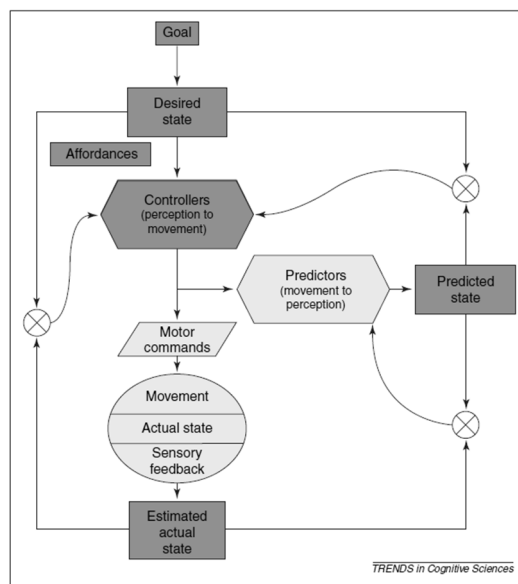 Goal
Desired
state
Affordances
Controllers
(perception to
movement)
Predictors
(movement to
perception)
Predicted
state
Motor
commands
Movement
Actual state
Sensory
feedback
Estimated
actual
state
TRENDS in Cognitive Sciences